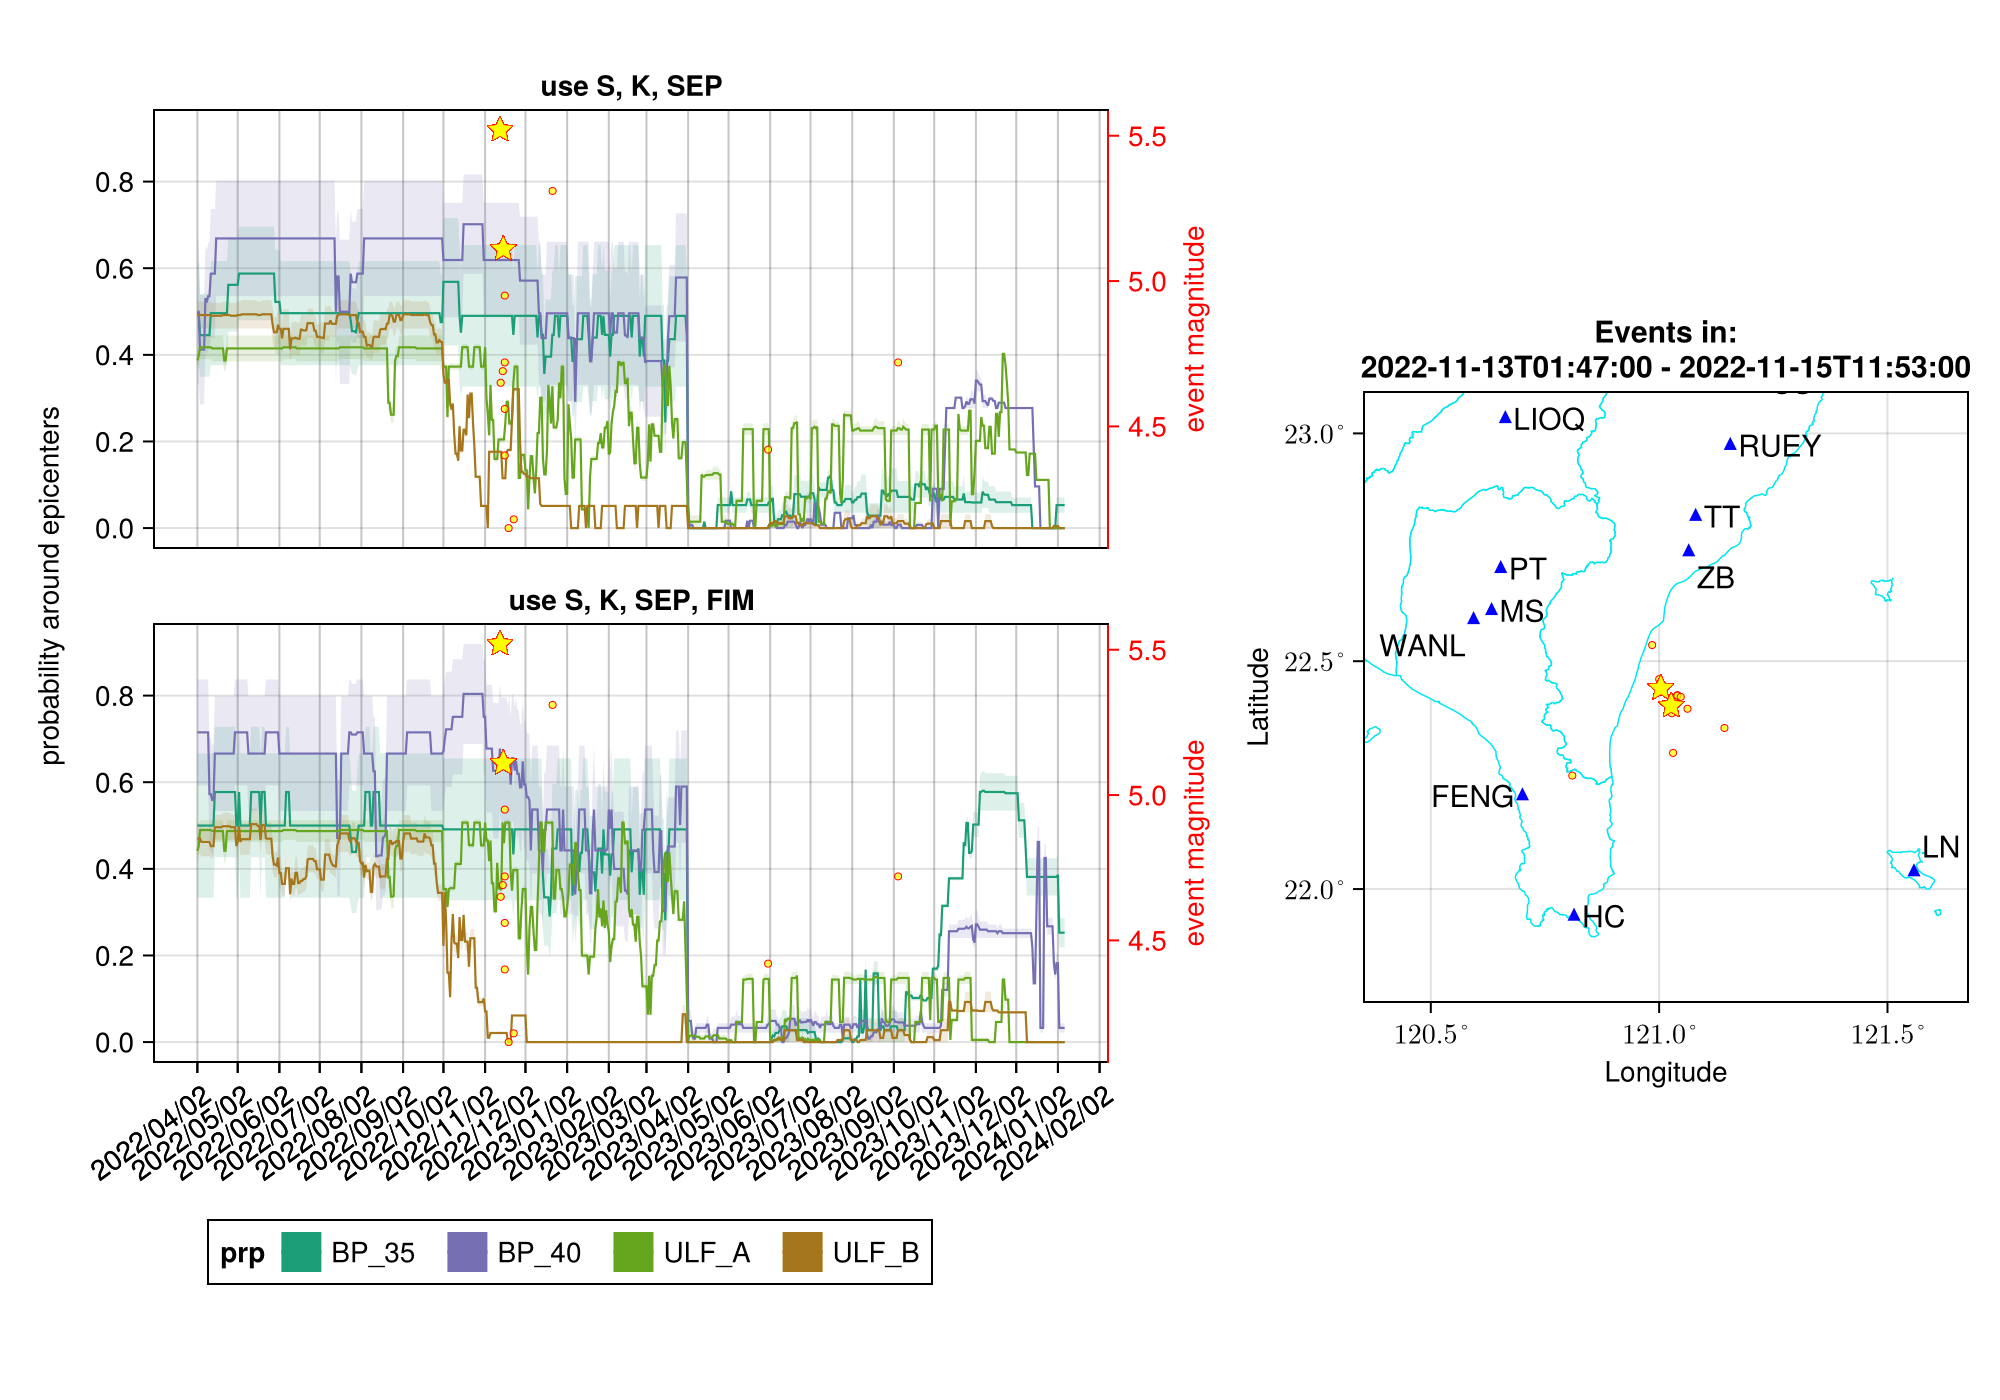 use S, K, SEP
0.8
0.6
0.4
0.2
0.0
5.5
5.0
4.5
event magnitude
probability around epicenters
use S, K, SEP, FIM
0.8
0.6
0.4
0.2
0.0
5.5
5.0
4.5
event magnitude
2022/04/02
2022/05/02
2022/06/02
2022/07/02
2022/08/02
2022/09/02
2022/10/02
2022/11/02
2022/12/02
2023/01/02
2023/02/02
2023/03/02
2023/04/02
2023/05/02
2023/06/02
2023/07/02
2023/08/02
2023/09/02
2023/10/02
2023/11/02
2023/12/02
2024/01/02
2024/02/02
prp BP_35 BP_40 ULF_A ULF_B
Events in:
2022-11-13T01:47:00 - 2022-11-15T11:53:00
LIOQ
RUEY
TT
ZB
PT
MS
WANL
FENG
LN
HC
23.0°
22.5°
22.0°
Latitude
120.5°
121.0°
121.5°
Longitude